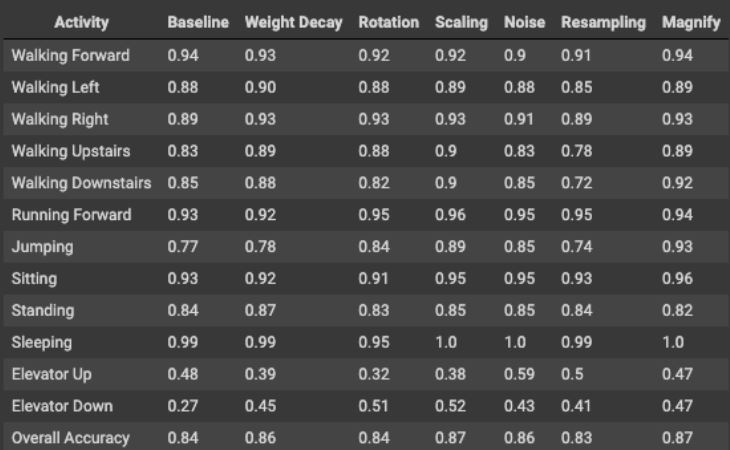 Activity Baseline Weight Decay Rotation Scaling Noise Resampling Magnify
Walking Forward 0.94 0.93 0.92 0.92 0.9 0.91 0.94
Walking Left 0.88 0.90 0.88 0.89 0.88 0.85 0.89
Walking Right 0.89 0.93 0.93 0.93 0.91 0.89 0.93
Walking Upstairs 0.83 0.89 0.88 0.9 0.83 0.78 0.89
Walking Downstairs 0.85 0.88 0.82 0.9 0.85 0.72 0.92
Running Forward 0.93 0.92 0.95 0.96 0.95 0.95 0.94
Jumping 0.77 0.78 0.84 0.89 0.85 0.74 0.93
Sitting 0.93 0.92 0.91 0.95 0.95 0.93 0.96
Standing 0.84 0.87 0.83 0.85 0.85 0.84 0.82
Sleeping 0.99 0.99 0.95 1.0 1.0 0.99 1.0
Elevator Up 0.48 0.39 0.32 0.38 0.59 0.5 0.47
Elevator Down 0.27 0.45 0.51 0.52 0.43 0.41 0.47
Overall Accuracy 0.84 0.86 0.84 0.87 0.86 0.83 0.87